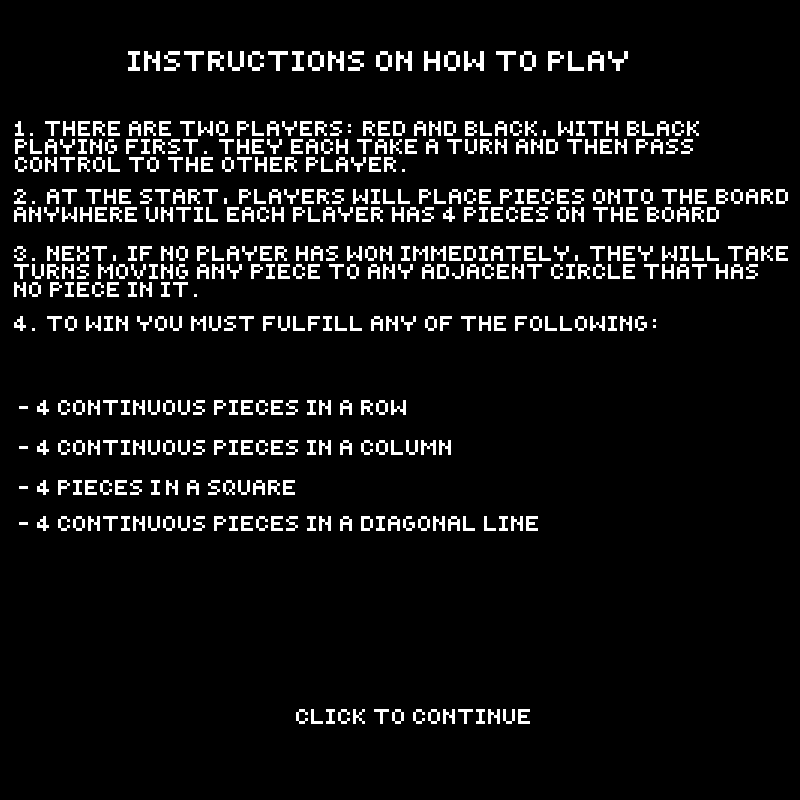 INSTRUCTIONS ON HOW TO PLAY
1. THERE ARE TWO PLAYERS: RED AND BLACK, WITH BLACK
PLAYING FIRST. THEY EACH TAKE A TURN AND THEN PASS
CONTROL TO THE OTHER PLAYER.
2. AT THE START, PLAYERS WILL PLACE PIECES ONTO THE BOARD
ANYWHERE UNTIL EACH PLAYER HAS 4 PIECES ON THE BOARD
3. NEXT, IF NO PLAYER HAS WON IMMEDIATELY, THEY WILL TAKE
TURNS MOVING ANY PIECE TO ANY ADJACENT CIRCLE THAT HAS
NO PIECE IN IT.
4. TO WIN YOU MUST FULFILL ANY OF THE FOLLOWING:
- 4 CONTINUOUS PIECES IN A ROW
- 4 CONTINUOUS PIECES IN A COLUMN
- 4 PIECES IN A SQUARE
- 4 CONTINUOUS PIECES IN A DIAGONAL LINE
CLICK TO CONTINUE